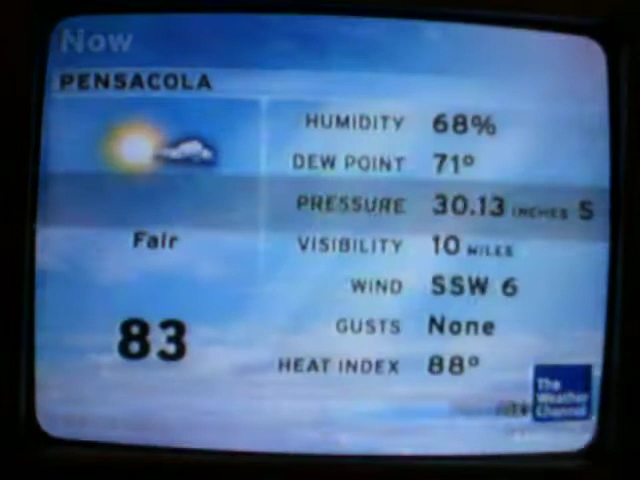 Now
PENSACOLA
HUMIDITY 68%
DEW POINT 71°
PRESSURE 30.13 INCHES S
Fair
VISIBILITY 10 MILES
WIND SSW 6
83
GUSTS None
HEAT INDEX 88°
The
Weather
Channel